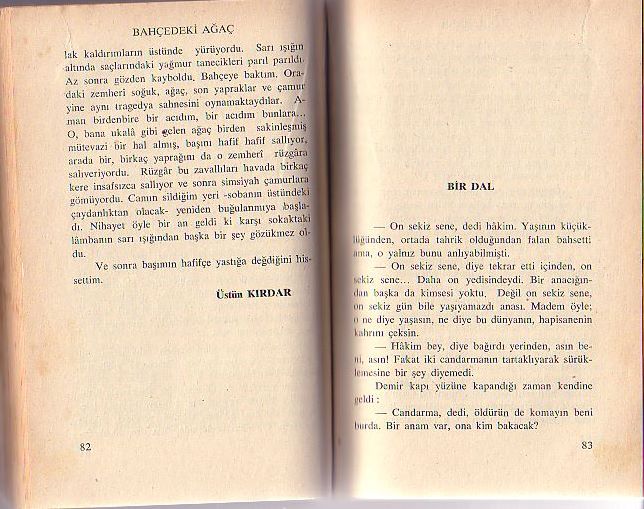 BAHÇEDEKİ AĞAÇ
lak kaldırımların üstünde yürüyordu. Sarı ışığın
altında saçlarındaki yağmur tanecikleri parıl parıldı.
Az sonra gözden kayboldu. Bahçeye baktım. Ora-
daki zemheri soğuk, ağaç, son yapraklar ve çamur
yine aynı tragedya sahnesini oynamaktaydılar. A-
man birdenbire bir acıdım, bir acıdım bunlara...
O, bana ukalâ gibi gelen ağaç birden sakinleşmiş
mütevazi bir hal almış, başını hafif hafif sallıyor,
arada bir, birkaç yaprağını da o zemherî rüzgâra
salıveriyordu. Rüzgâr bu zavallıları havada birkaç
kere insafsızca sallıyor ve sonra simsiyah çamurlara
gömüyordu. Camın sildiğim yeri -sobanın üstündeki
çaydanlıktan olacak- yeniden buğulanmıya başla-
dı. Nihayet öyle bir an geldi ki karşı sokaktaki
lâmbanın sarı ışığından başka bir şey gözükmez ol-
du.
Ve sonra başımın hafifçe yastığa değdiğini his-
settim.
Üstün KIRDAR
82
BİR DAL
— On sekiz sene, dedi hâkim. Yaşının küçük-
lüğünden, ortada tahrik olduğundan falan bahsetti
ama, o yalnız bunu anlıyabilmişti.
— On sekiz sene, diye tekrar etti içinden, on
sekiz sene... Daha on yedisindeydi. Bir anacığın-
dan başka da kimsesi yoktu. Değil on sekiz sene,
on sekiz gün bile yaşıyamazdı anası. Madem öyle;
o ne diye yaşasın, ne diye bu dünyanın, hapisanenin
kahrını çeksin.
— Hâkim bey, diye bağırdı yerinden, asın be-
ni, asın! Fakat iki candarmanın tartaklıyarak sürük-
lemesine bir şey diyemedi.
Demir kapı yüzüne kapandığı zaman kendine
geldi :
— Candarma, dedi, öldürün de komayın beni
burda. Bir anam var, ona kim bakacak?
83